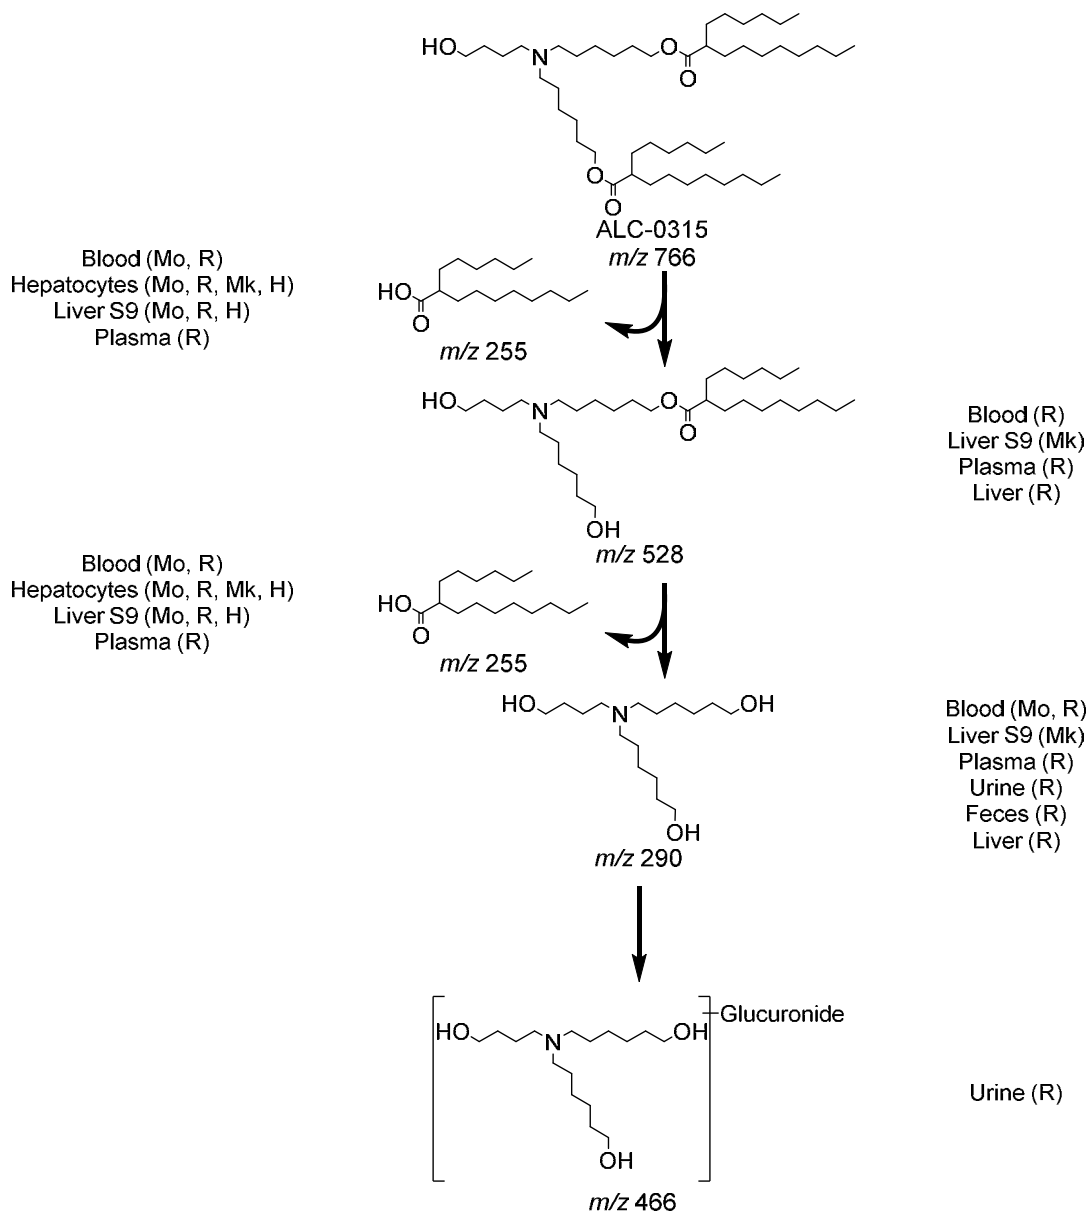 HO
N
O
O
O
O
ALC-0315
m/z 766
Blood (Mo, R)
Hepatocytes (Mo, R, Mk, H)
Liver S9 (Mo, R, H)
Plasma (R)
HO
O
m/z 255
HO
N
O
O
OH
m/z 528
Blood (R)
Liver S9 (Mk)
Plasma (R)
Liver (R)
Blood (Mo, R)
Hepatocytes (Mo, R, Mk, H)
Liver S9 (Mo, R, H)
Plasma (R)
HO
O
m/z 255
HO
N
OH
OH
m/z 290
Blood (Mo, R)
Liver S9 (Mk)
Plasma (R)
Urine (R)
Feces (R)
Liver (R)
Glucuronide
HO
N
OH
OH
m/z 466
Urine (R)